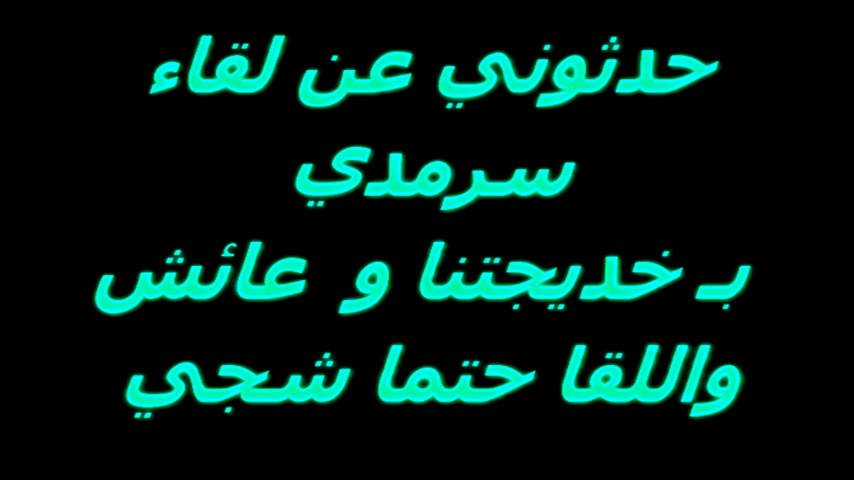 حدثوني عن لقاء
سرمدي
بـ خديجتنا و عائش
واللقا حتما شجي